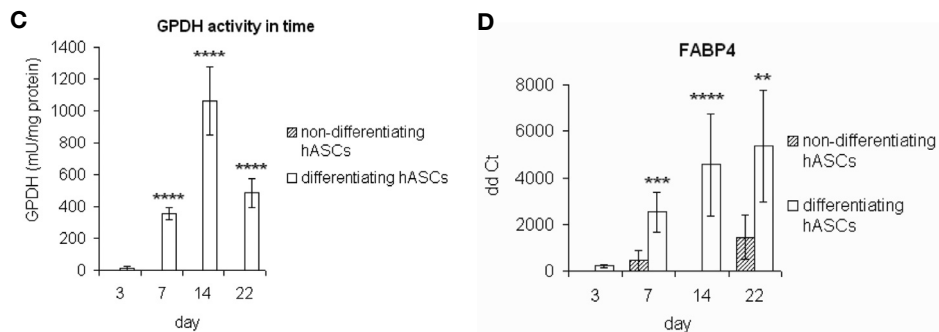 C
GPDH activity in time
GPDH (mU/mg protein)
1400
1200
1000
800
600
400
200
0
****
****
****
3 7 14 22
day
non-differentiating
hASCs
differentiating hASCs
D
FABP4
dd Ct
8000
6000
4000
2000
0
***
****
**
3 7 14 22
day
non-differentiating
hASCs
differentiating
hASCs